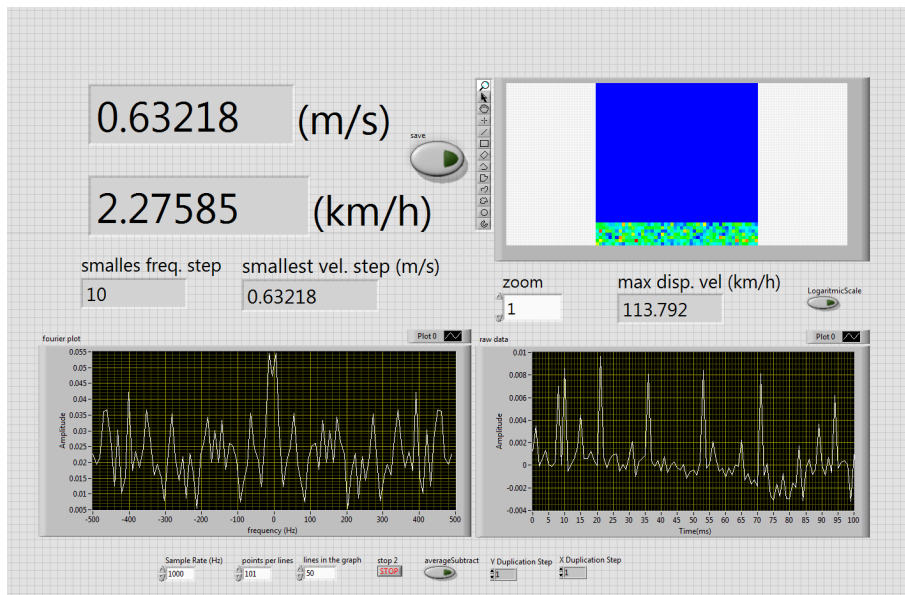 0.63218 (m/s)
save
2.27585 (km/h)
smalles freq. step
10
smallest vel. step (m/s)
0.63218
zoom
1
max disp. vel (km/h)
113.792
LogaritmicScale
fourier plot
Plot 0
Amplitude
0.055
0.05
0.045
0.04
0.035
0.03
0.025
0.02
0.015
0.01
0.005
-500 -400 -300 -200 -100 0 100 200 300 400 500
frequency (Hz)
raw data
Plot 0
Amplitude
0.01
0.008
0.006
0.004
0.002
0
-0.002
-0.004
0 5 10 15 20 25 30 35 40 45 50 55 60 65 70 75 80 85 90 95 100
Time(ms)
Sample Rate (Hz)
1000
points per lines
101
lines in the graph
50
stop 2
STOP
averageSubtract
Y Duplication Step
1
X Duplication Step
1